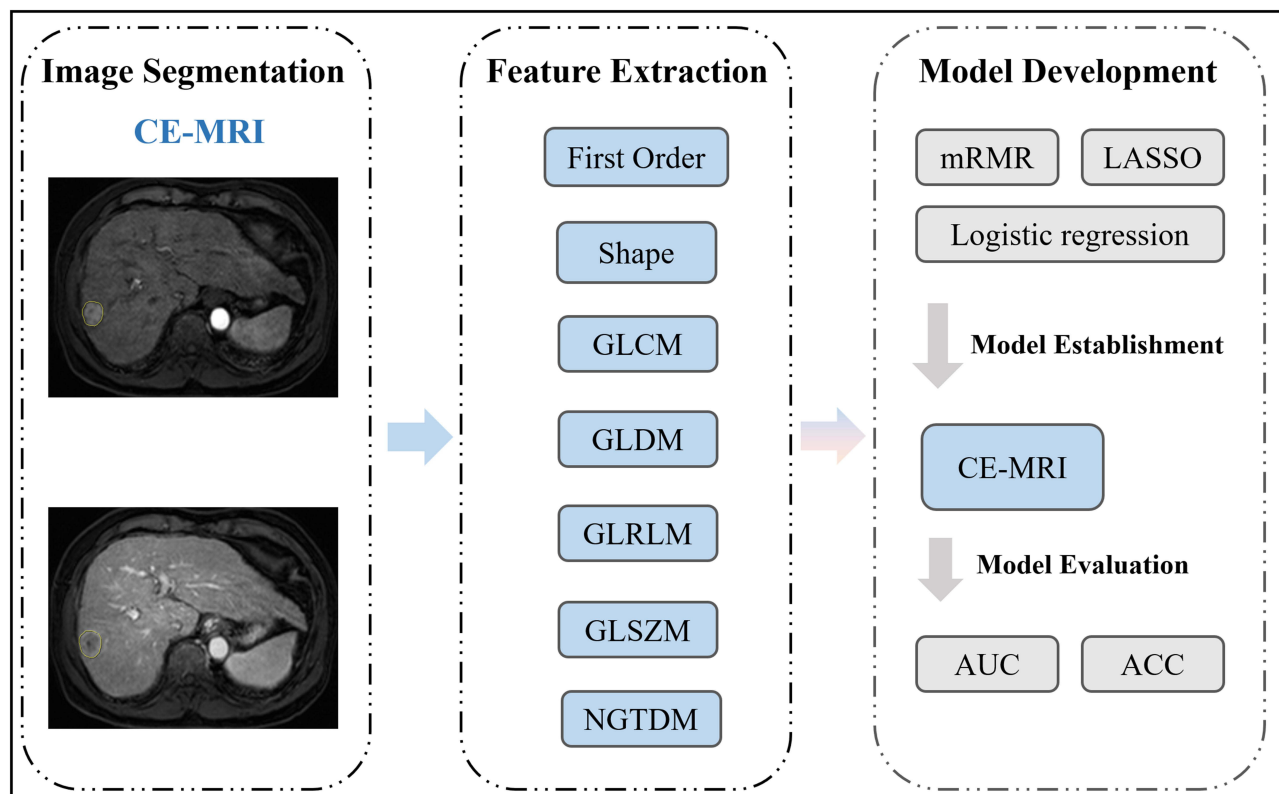 Image Segmentation
CE-MRI
Feature Extraction
First Order
Shape
GLCM
GLDM
GLRLM
GLSZM
NGTDM
Model Development
mRMR
LASSO
Logistic regression
Model Establishment
CE-MRI
Model Evaluation
AUC
ACC